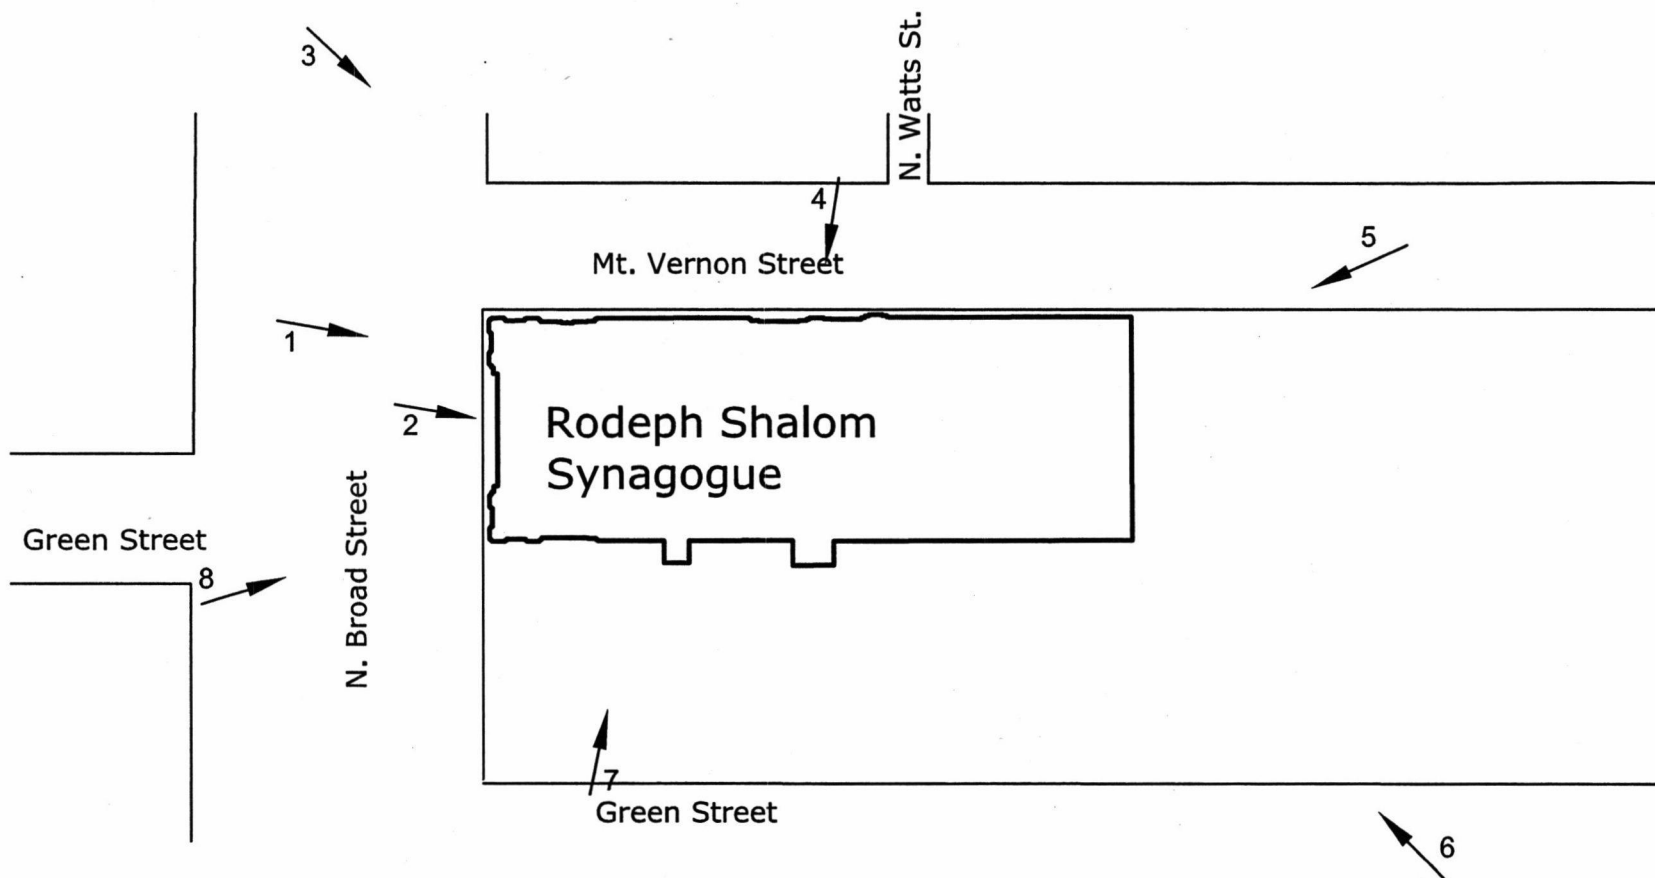 3
N. Watts St.
4
5
Mt. Vernon Street
1
2
Rodeph Shalom
Synagogue
Green Street
8
N. Broad Street
7
Green Street
6